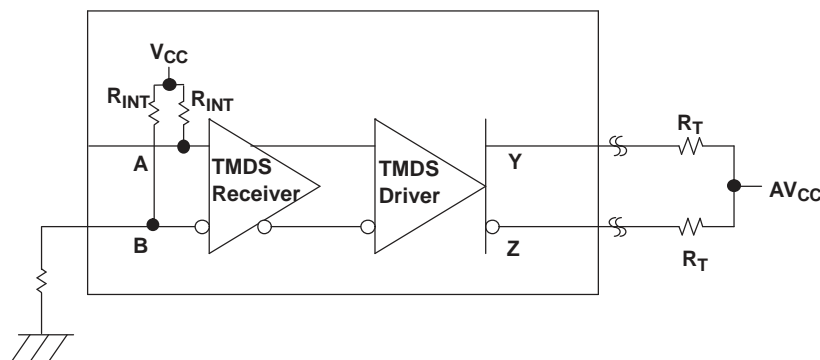 VCC
RINT
RINT
A
TMDS
Receiver
B
TMDS
Driver
Y
Z
RT
AVCC
RT